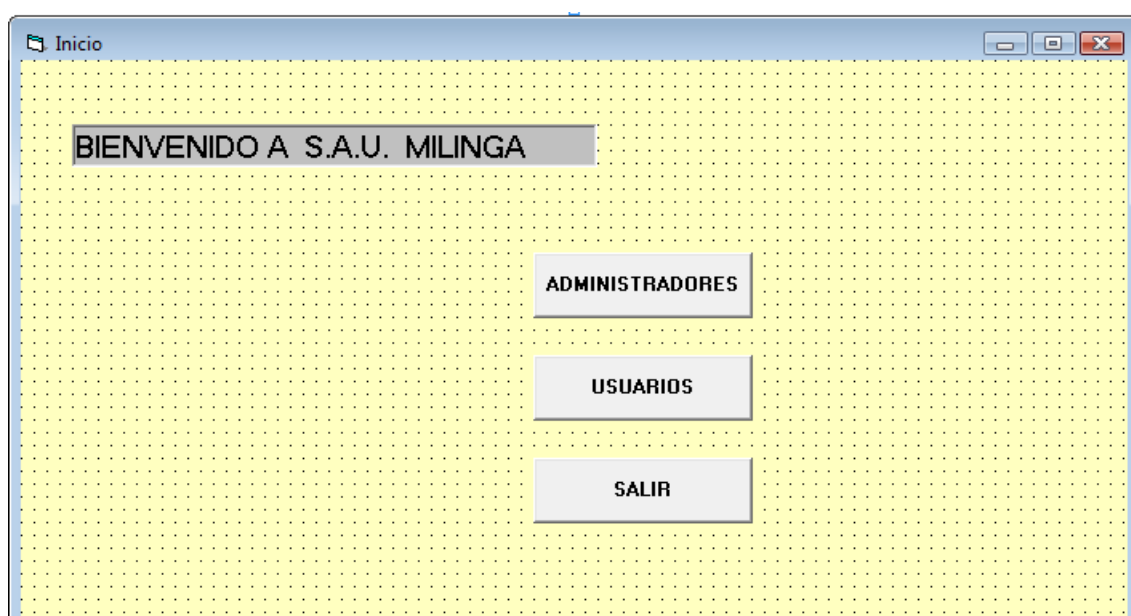 Inicio
BIENVENIDO A S.A.U. MILINGA
ADMINISTRADORES
USUARIOS
SALIR